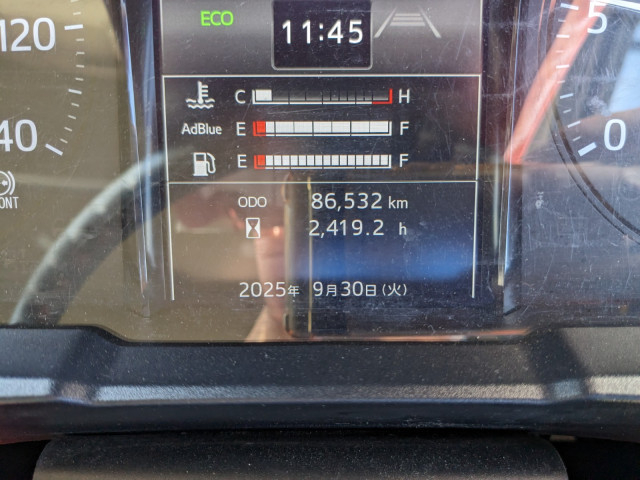 ECO
11:45
120
5
C H
40
AdBlue E F
0
E F
ODO 86,532 km
2,419.2 h
2025年 9月30日(火)